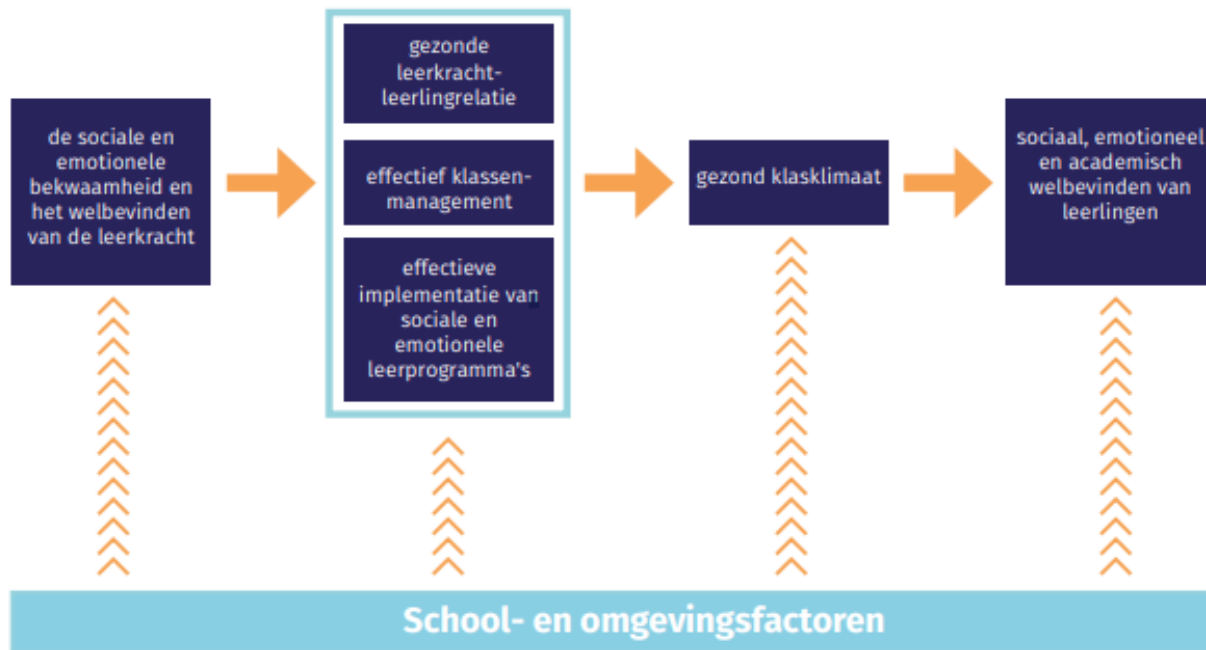 de sociale en
emotionele
bekwaamheid en
het welbevinden
van de leerkracht
gezonde
leerkracht-
leerlingrelatie
effectief klassen-
management
effectieve
implementatie van
sociale en
emotionele
leerprogramma's
gezond klasklimaat
sociaal, emotioneel
en academisch
welbevinden van
leerlingen
School- en omgevingsfactoren